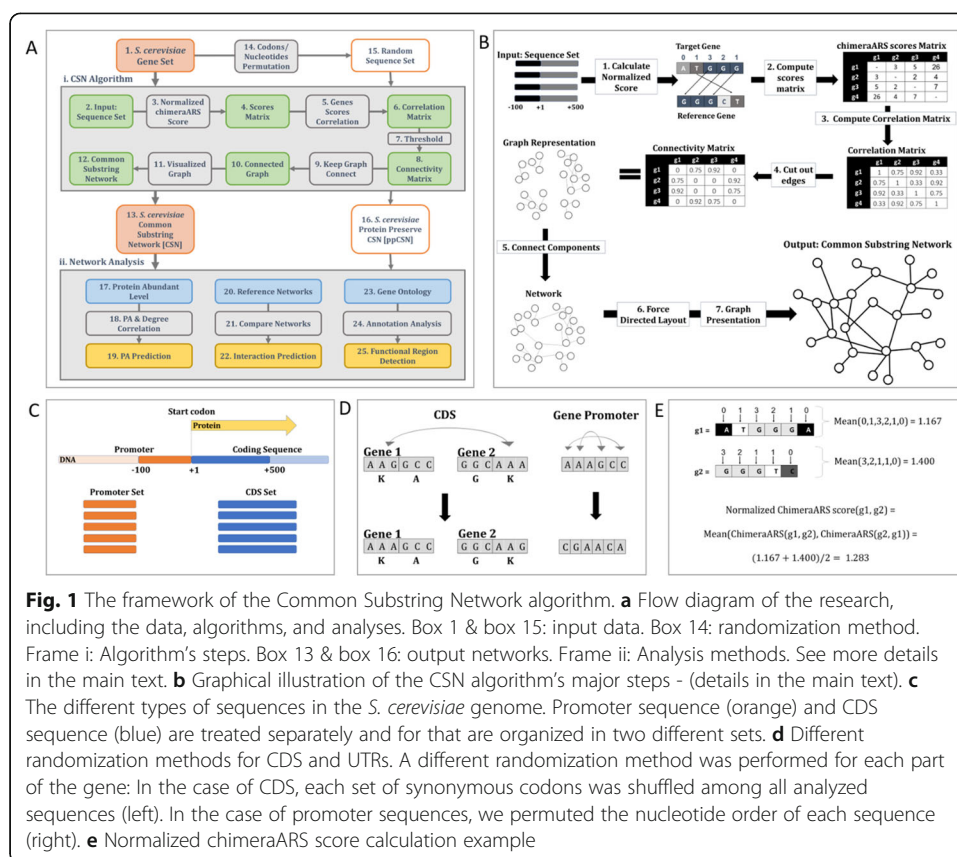 A
1. S. cerevisiae
Gene Set
14. Codons/
Nucleotides
Permutation
15. Random
Sequence Set
i. CSN Algorithm
2. Input:
Sequence Set
3. Normalized
chimeraARS
Score
4. Scores
Matrix
5. Genes
Scores
Correlation
6. Correlation
Matrix
7. Threshold
12. Common
Substring
Network
11. Visualized
Graph
10. Connected
Graph
9. Keep Graph
Connect
8.
Connectivity
Matrix
13. S. cerevisiae
Common
Substring
Network [CSN]
16. S. cerevisiae
Protein Preserve
CSN [ppCSN]
ii. Network Analysis
17. Protein Abundant
Level
20. Reference Networks
23. Gene Ontology
18. PA & Degree
Correlation
21. Compare Networks
24. Annotation Analysis
19. PA Prediction
22. Interaction Prediction
25. Functional Region
Detection
B
Input: Sequence Set
-100 +1 +500
1. Calculate
Normalized
Score
Target Gene
0 1 3 2 1
A T G G G
G G G C T
Reference Gene
2. Compute
scores
matrix
chimeraARS scores Matrix
g1 g2 g3 g4
g1 - 3 5 26
g2 3 - 2 4
g3 5 2 - 7
g4 26 4 7 -
3. Compute Correlation Matrix
Correlation Matrix
g1 g2 g3 g4
g1 1 0.75 0.92 0.33
g2 0.75 1 0.33 0.92
g3 0.92 0.33 1 0.75
g4 0.33 0.92 0.75 1
4. Cut out
edges
Connectivity Matrix
g1 g2 g3 g4
g1 0 0.75 0.92 0
g2 0.75 0 0 0.92
g3 0.92 0 0 0.75
g4 0 0.92 0.75 0
Graph Representation
5. Connect Components
Network
6. Force
Directed Layout
7. Graph
Presentation
Output: Common Substring Network
C
Start codon
Protein
Promoter
Coding Sequence
DNA
-100 +1 +500
Promoter Set
CDS Set
D
CDS
Gene Promoter
Gene 1 Gene 2
A A G G C C G G C A A A A A A G C C
K A G K
Gene 1 Gene 2
A A A G C C G G C A A G C G A A C A
K A G K
E
0 1 3 2 1 0
g1 = A T G G G A
Mean(0,1,3,2,1,0) = 1.167
3 2 1 1 0
g2 = G G G T C
Mean(3,2,1,1,0) = 1.400
Normalized ChimeraARS score(g1, g2) =
Mean(ChimeraARS(g1, g2), ChimeraARS(g2, g1)) =
(1.167 + 1.400)/2 = 1.283
Fig. 1 The framework of the Common Substring Network algorithm. a Flow diagram of the research,
including the data, algorithms, and analyses. Box 1 & box 15: input data. Box 14: randomization method.
Frame i: Algorithm's steps. Box 13 & box 16: output networks. Frame ii: Analysis methods. See more details
in the main text. b Graphical illustration of the CSN algorithm's major steps - (details in the main text). c
The different types of sequences in the S. cerevisiae genome. Promoter sequence (orange) and CDS
sequence (blue) are treated separately and for that are organized in two different sets. d Different
randomization methods for CDS and UTRs. A different randomization method was performed for each part
of the gene: In the case of CDS, each set of synonymous codons was shuffled among all analyzed
sequences (left). In the case of promoter sequences, we permuted the nucleotide order of each sequence
(right). e Normalized chimeraARS score calculation example